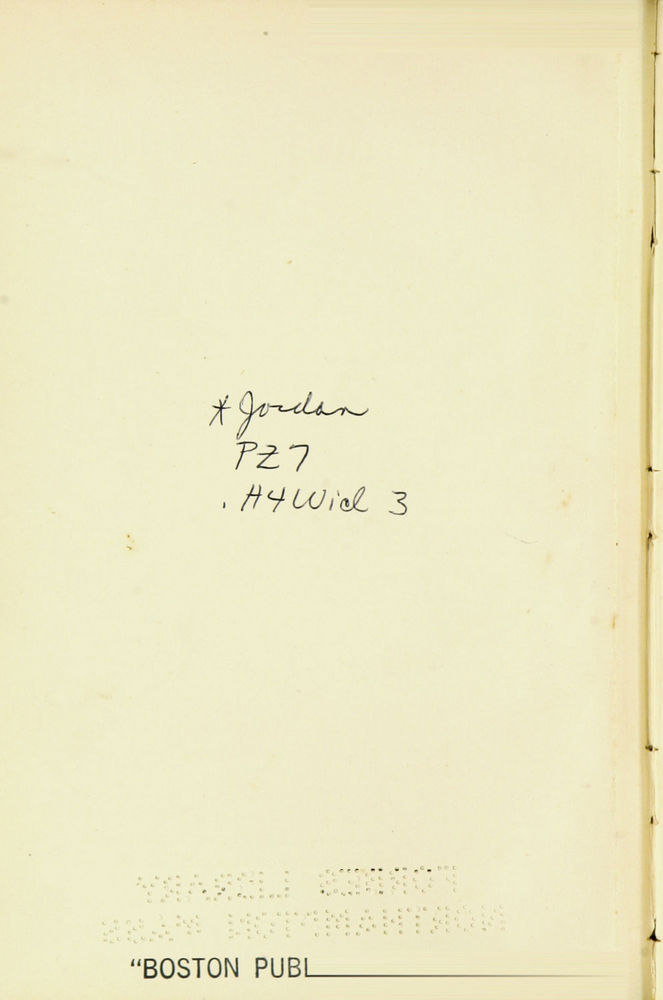 * Jordan
PZ7
.H4Wid 3
"BOSTON PUBL